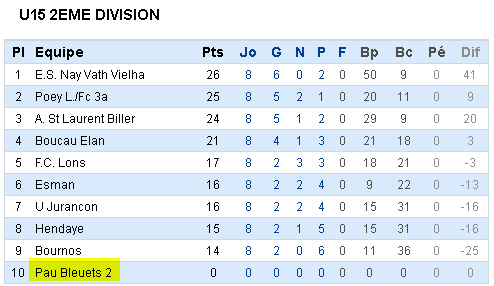 U15 2EME DIVISION
Pl Equipe Pts Jo G N P F Bp Bc Pé Dif
1 E.S. Nay Vath Vielha 26 8 6 0 2 0 50 9 0 41
2 Poey L./Fc 3a 25 8 5 2 1 0 20 11 0 9
3 A. St Laurent Biller 24 8 5 1 2 0 29 9 0 20
4 Boucau Elan 21 8 4 1 3 0 21 18 0 3
5 F.C. Lons 17 8 2 3 3 0 18 21 0 -3
6 Esman 16 8 2 2 4 0 9 22 0 -13
7 U Jurancon 16 8 2 2 4 0 15 31 0 -16
8 Hendaye 15 8 2 1 5 0 15 31 0 -16
9 Bournos 14 8 2 0 6 0 11 36 0 -25
10 Pau Bleuets 2 0 0 0 0 0 0 0 0 0 0